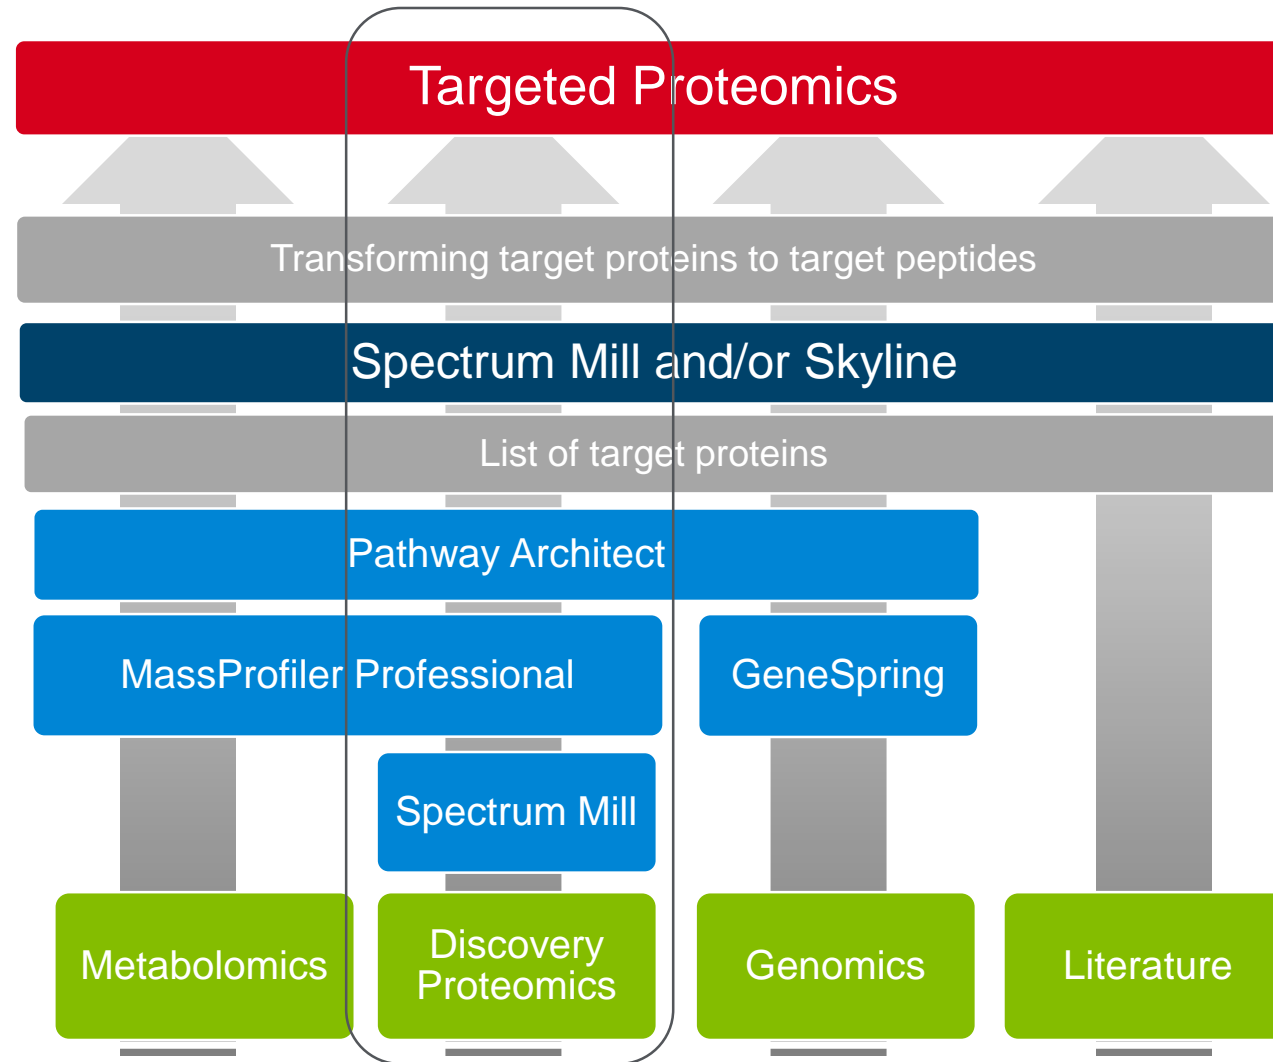 Targeted Proteomics
Transforming target proteins to target peptides
Spectrum Mill and/or Skyline
List of target proteins
Pathway Architect
MassProfiler Professional
GeneSpring
Spectrum Mill
Metabolomics
Discovery
Proteomics
Genomics
Literature